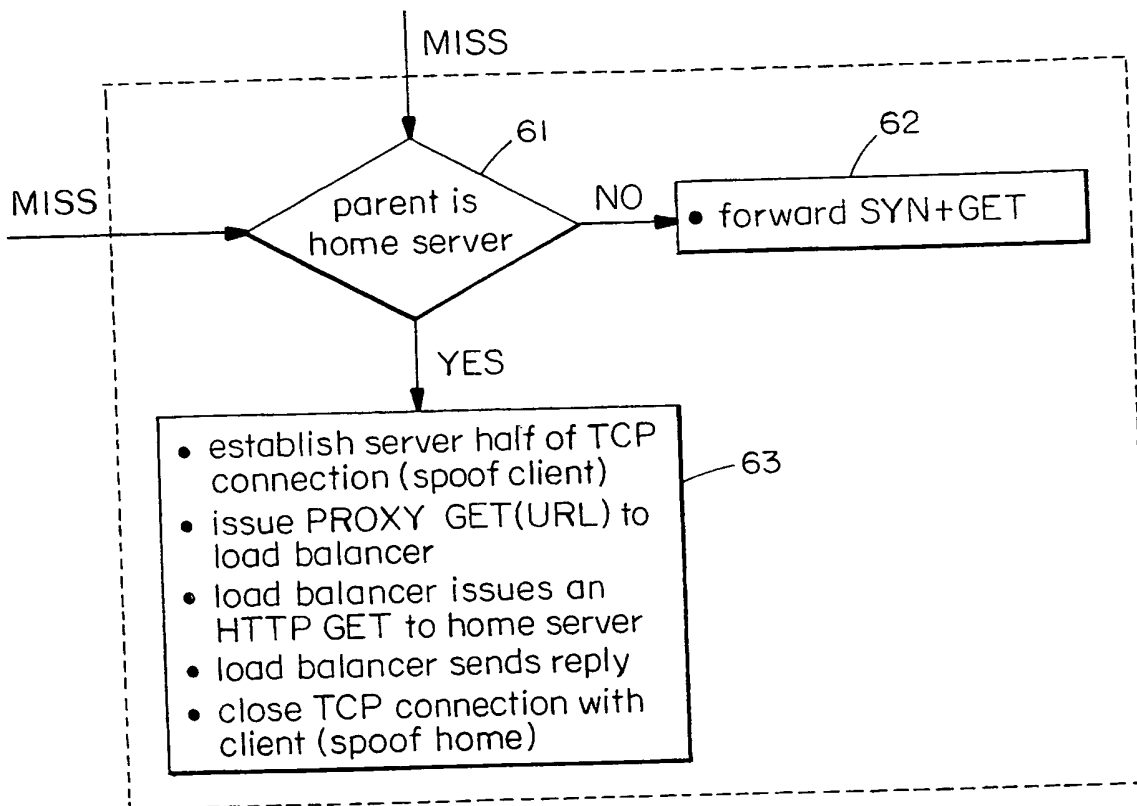 MISS
61
62
MISS
parent is
home server
NO
• forward SYN+GET
YES
• establish server half of TCP
connection (spoof client)
63
• issue PROXY GET(URL) to
load balancer
• load balancer issues an
HTTP GET to home server
• load balancer sends reply
• close TCP connection with
client (spoof home)